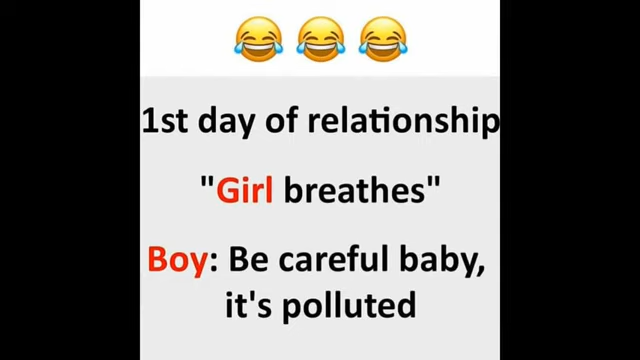 1st day of relationship
"Girl breathes"
Boy: Be careful baby,
it's polluted